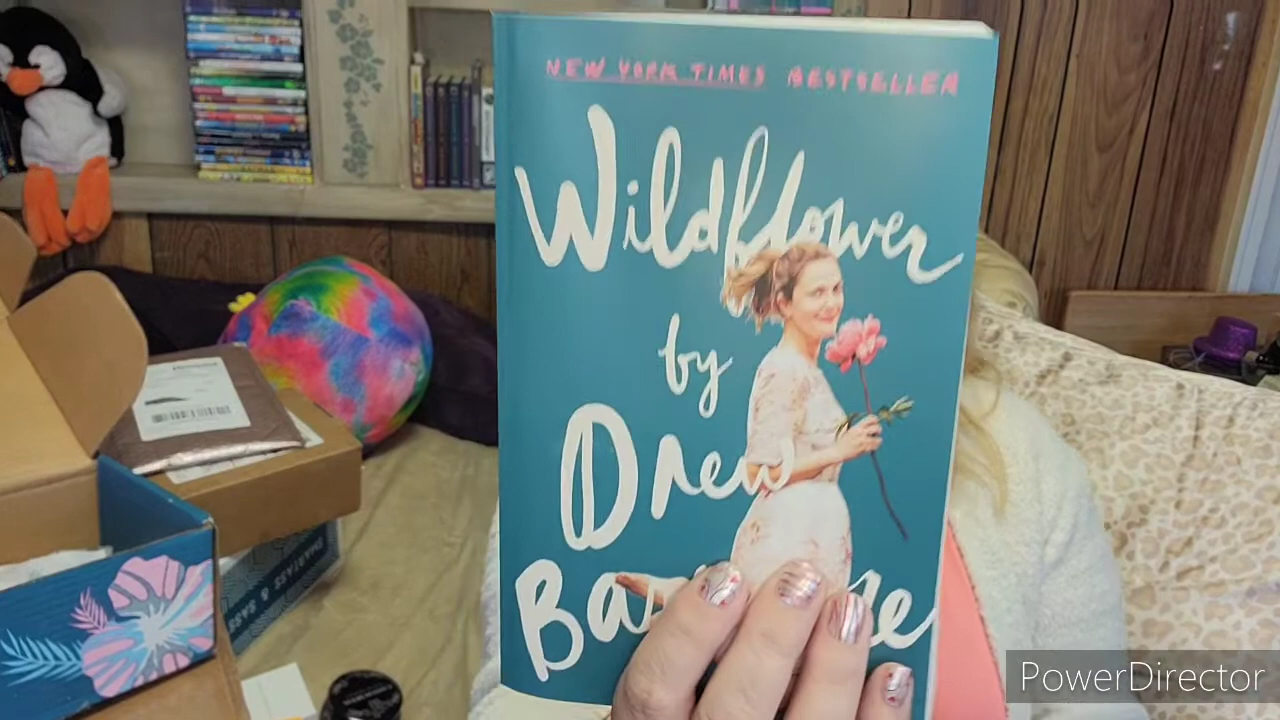 NEW YORK TIMES BESTSELLER
Wildflower
by
Drew
Ba
e
PowerDirector